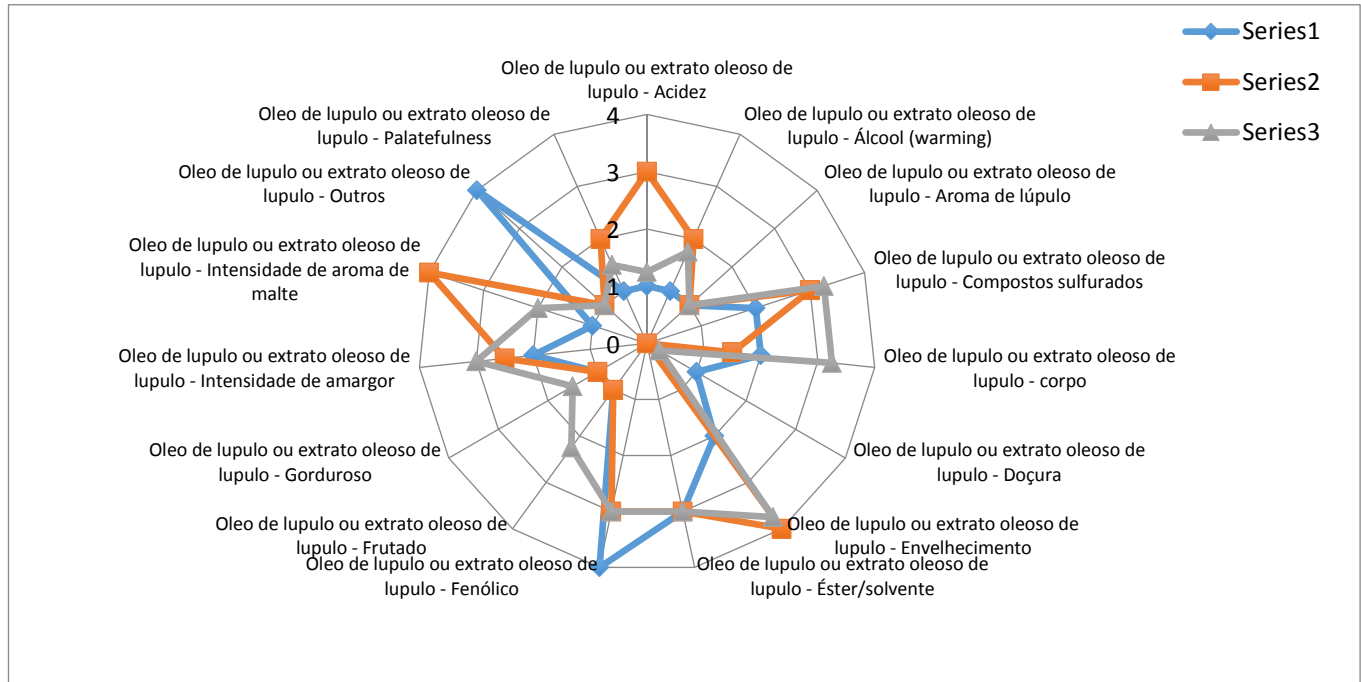 Series1
Series2
Series3
Oleo de lupulo ou extrato oleoso de
lupulo - Acidez
Oleo de lupulo ou extrato oleoso de
lupulo - Álcool (warming)
Oleo de lupulo ou extrato oleoso de
lupulo - Aroma de lúpulo
Oleo de lupulo ou extrato oleoso de
lupulo - Compostos sulfurados
Oleo de lupulo ou extrato oleoso de
lupulo - corpo
Oleo de lupulo ou extrato oleoso de
lupulo - Doçura
Oleo de lupulo ou extrato oleoso de
lupulo - Envelhecimento
Oleo de lupulo ou extrato oleoso de
lupulo - Éster/solvente
Oleo de lupulo ou extrato oleoso de
lupulo - Fenólico
Oleo de lupulo ou extrato oleoso de
lupulo - Frutado
Oleo de lupulo ou extrato oleoso de
lupulo - Gorduroso
Oleo de lupulo ou extrato oleoso de
lupulo - Intensidade de amargor
Oleo de lupulo ou extrato oleoso de
lupulo - Intensidade de aroma de
malte
Oleo de lupulo ou extrato oleoso de
lupulo - Outros
Oleo de lupulo ou extrato oleoso de
lupulo - Palatefulness
4
3
2
1
0